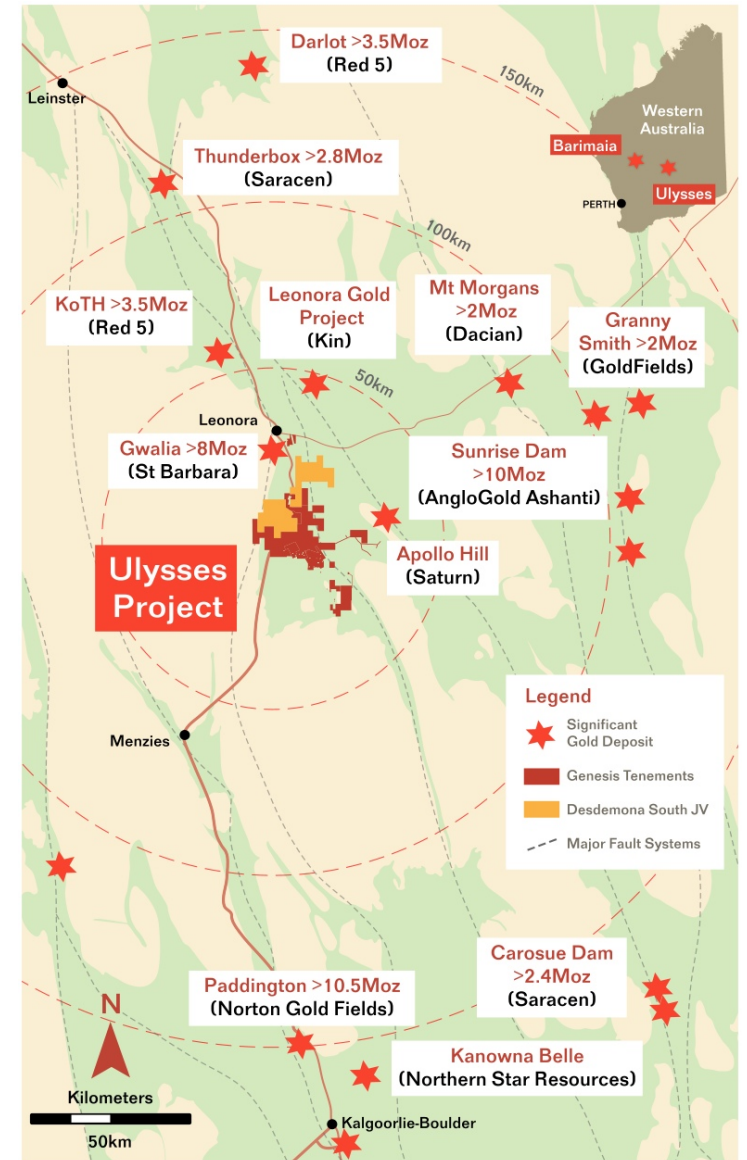 Darlot >3.5Moz
(Red 5)
150km
Leinster
Western
Australia
Barimaia
Ulysses
PERTH
Thunderbox >2.8Moz
(Saracen)
100km
KoTH >3.5Moz
(Red 5)
Leonora Gold
Project
(Kin)
Mt Morgans
>2Moz
(Dacian)
Granny
Smith >2Moz
(GoldFields)
50km
Leonora
Gwalia >8Moz
(St Barbara)
Sunrise Dam
>10Moz
(AngloGold Ashanti)
Apollo Hill
(Saturn)
Ulysses
Project
Menzies
Legend
Significant
Gold Deposit
Genesis Tenements
Desdemona South JV
Major Fault Systems
Carosue Dam
>2.4Moz
(Saracen)
Paddington >10.5Moz
(Norton Gold Fields)
N
Kanowna Belle
(Northern Star Resources)
Kilometers
50km
Kalgoorlie-Boulder